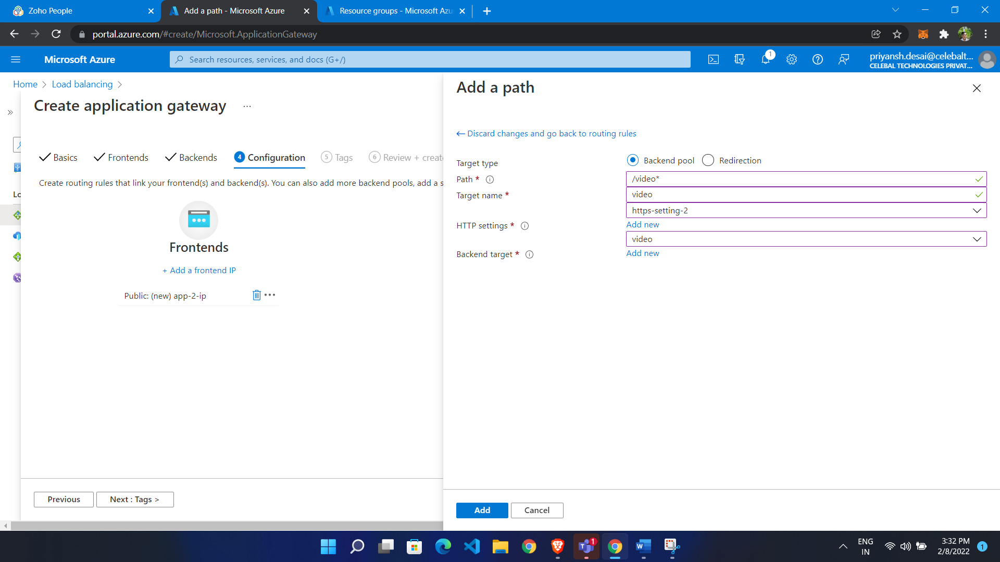 Zoho People
Add a path - Microsoft Azure
Resource groups - Microsoft Azu
portal.azure.com/#create/Microsoft.ApplicationGateway
Microsoft Azure
Search resources, services, and docs (G+/)
1
priyansh.desai@celebalt...
CELEBAL TECHNOLOGIES PRIVAT...
Home
Load balancing
Create application gateway
...
Lo
Basics
Frontends
Backends
4 Configuration
5 Tags
6 Review + create
Create routing rules that link your frontend(s) and backend(s). You can also add more backend pools, add a s
Frontends
+ Add a frontend IP
Public: (new) app-2-ip
Previous
Next : Tags >
Add a path
← Discard changes and go back to routing rules
Target type
Backend pool
Redirection
Path *
/video*
Target name *
video
https-setting-2
HTTP settings *
Add new
video
Backend target *
Add new
Add
Cancel
1
ENG
IN
3:32 PM
2/8/2022
1